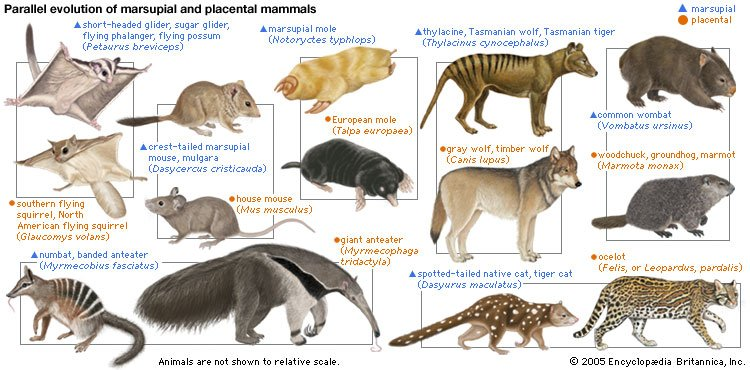 Parallel evolution of marsupial and placental mammals
▲ marsupial
● placental
▲ short-headed glider, sugar glider,
flying phalanger, flying possum
(Petaurus breviceps)
▲ marsupial mole
(Notoryctes typhlops)
▲ thylacine, Tasmanian wolf, Tasmanian tiger
(Thylacinus cynocephalus)
● European mole
(Talpa europaea)
▲ common wombat
(Vombatus ursinus)
▲ crest-tailed marsupial
mouse, mulgara
(Dasycercus cristicauda)
● gray wolf, timber wolf
(Canis lupus)
● woodchuck, groundhog, marmot
(Marmota monax)
● southern flying
squirrel, North
American flying squirrel
(Glaucomys volans)
● house mouse
(Mus musculus)
● giant anteater
(Myrmecophaga
tridactyla)
▲ numbat, banded anteater
(Myrmecobius fasciatus)
▲ spotted-tailed native cat, tiger cat
(Dasyurus maculatus)
● ocelot
(Felis, or Leopardus, pardalis)
Animals are not shown to relative scale.
© 2005 Encyclopædia Britannica, Inc.